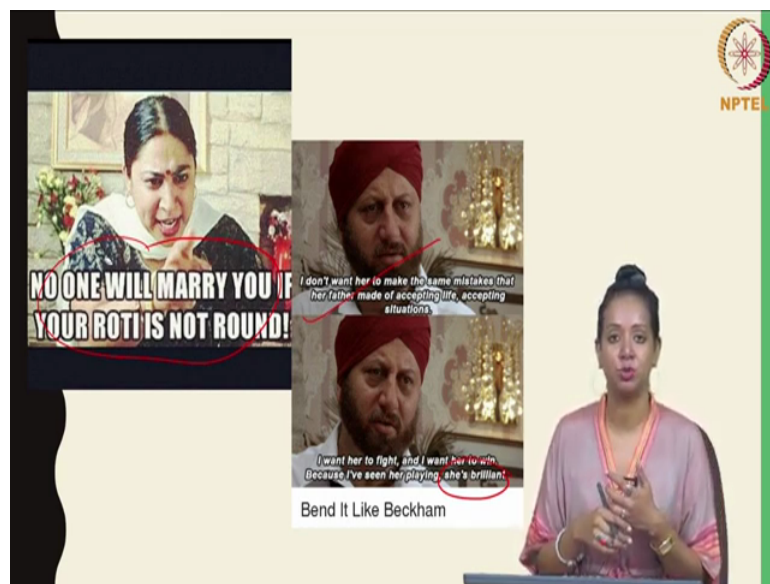 NPTEL
NO ONE WILL MARRY YOU IF
YOUR ROTI IS NOT ROUND!
I don't want her to make the same mistakes that
her father made of accepting life, accepting
situations.
I want her to fight, and I want her to win.
Because I've seen her playing, she's brilliant
Bend It Like Beckham